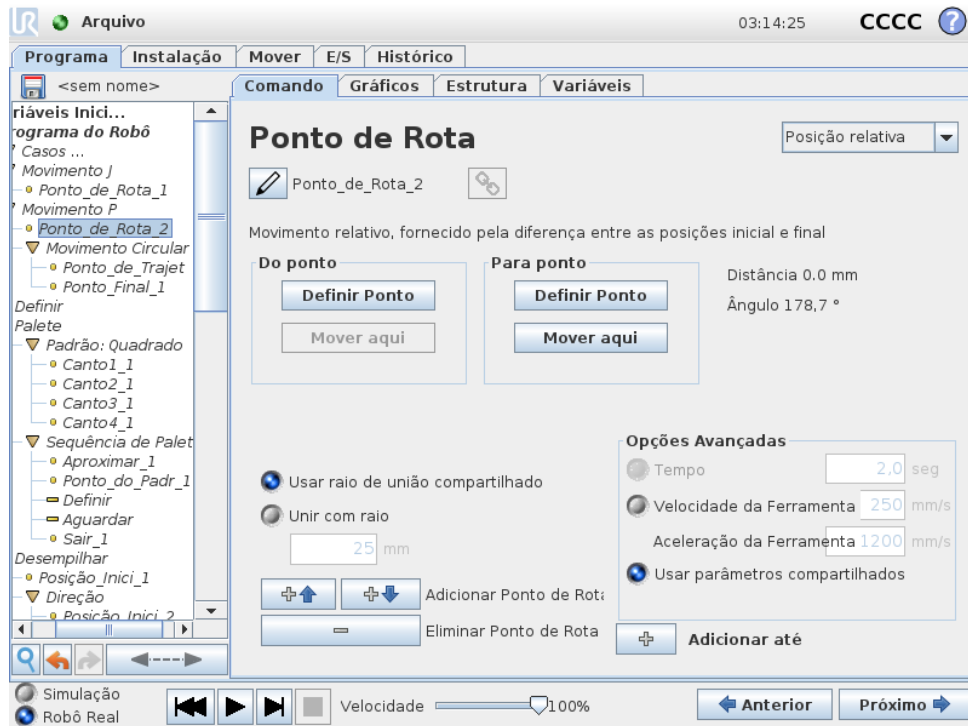 UR Arquivo 03:14:25 CCCC ?
Programa Instalação Mover E/S Histórico
<sem nome> Comando Gráficos Estrutura Variáveis
riáveis Inici...
rograma do Robô
Casos ...
Movimento J
Ponto_de_Rota_1
Movimento P
Ponto_de_Rota_2
Movimento Circular
Ponto_de_Trajet
Ponto_Final_1
Definir
Palete
Padrão: Quadrado
Canto1_1
Canto2_1
Canto3_1
Canto4_1
Sequência de Palet
Aproximar_1
Ponto_do_Padr_1
Definir
Aguardar
Sair_1
Desempilhar
Posição_Inici_1
Direção
Posição_Inici_2
Ponto de Rota
Posição relativa
Ponto_de_Rota_2
Movimento relativo, fornecido pela diferença entre as posições inicial e final
Do ponto
Definir Ponto
Mover aqui
Para ponto
Definir Ponto
Mover aqui
Distância 0.0 mm
Ângulo 178,7 °
Usar raio de união compartilhado
Unir com raio
25 mm
Adicionar Ponto de Rota
Eliminar Ponto de Rota
Opções Avançadas
Tempo 2,0 seg
Velocidade da Ferramenta 250 mm/s
Aceleração da Ferramenta 1200 mm/s
Usar parâmetros compartilhados
Adicionar até
Simulação
Robô Real
Velocidade 100%
Anterior Próximo